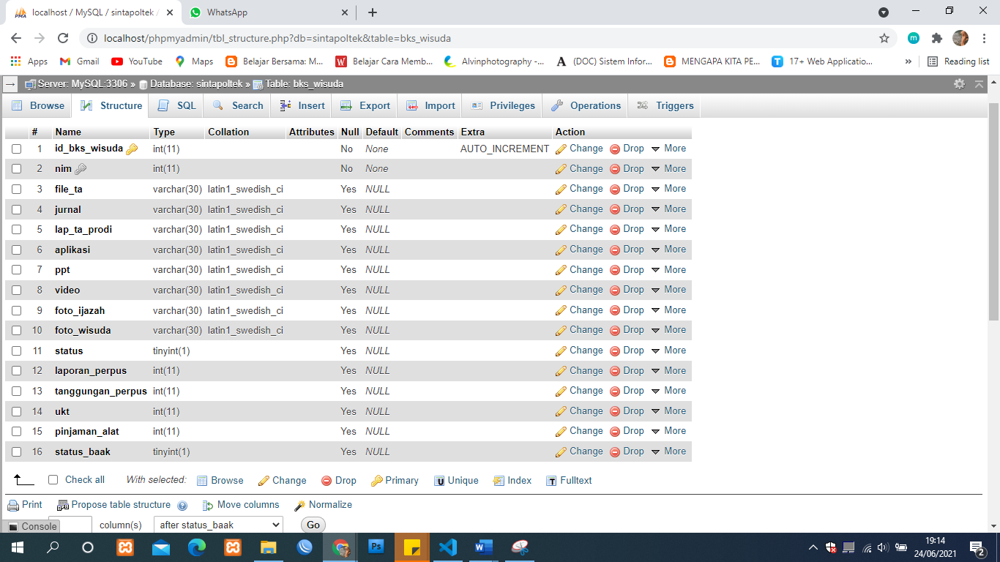 localhost / MySQL / sintapoltek /
WhatsApp
localhost/phpmyadmin/tbl_structure.php?db=sintapoltek&table=bks_wisuda
m
Apps Gmail YouTube Maps Belajar Bersama: M... Belajar Cara Memb... Alvinphotography -... (DOC) Sistem Infor... MENGAPA KITA PE... 17+ Web Applicatio... » Reading list
Server: MySQL:3306 » Database: sintapoltek » Table: bks_wisuda
Browse Structure SQL Search Insert Export Import Privileges Operations Triggers
# Name Type Collation Attributes Null Default Comments Extra Action
1 id_bks_wisuda int(11) No None AUTO_INCREMENT Change Drop More
2 nim int(11) No None Change Drop More
3 file_ta varchar(30) latin1_swedish_ci Yes NULL Change Drop More
4 jurnal varchar(30) latin1_swedish_ci Yes NULL Change Drop More
5 lap_ta_prodi varchar(30) latin1_swedish_ci Yes NULL Change Drop More
6 aplikasi varchar(30) latin1_swedish_ci Yes NULL Change Drop More
7 ppt varchar(30) latin1_swedish_ci Yes NULL Change Drop More
8 video varchar(30) latin1_swedish_ci Yes NULL Change Drop More
9 foto_ijazah varchar(30) latin1_swedish_ci Yes NULL Change Drop More
10 foto_wisuda varchar(30) latin1_swedish_ci Yes NULL Change Drop More
11 status tinyint(1) Yes NULL Change Drop More
12 laporan_perpus int(11) Yes NULL Change Drop More
13 tanggungan_perpus int(11) Yes NULL Change Drop More
14 ukt int(11) Yes NULL Change Drop More
15 pinjaman_alat int(11) Yes NULL Change Drop More
16 status_baak tinyint(1) Yes NULL Change Drop More
Check all With selected: Browse Change Drop Primary Unique Index Fulltext
Print Propose table structure Move columns Normalize
Console column(s) after status_baak Go
19:14
24/06/2021
2